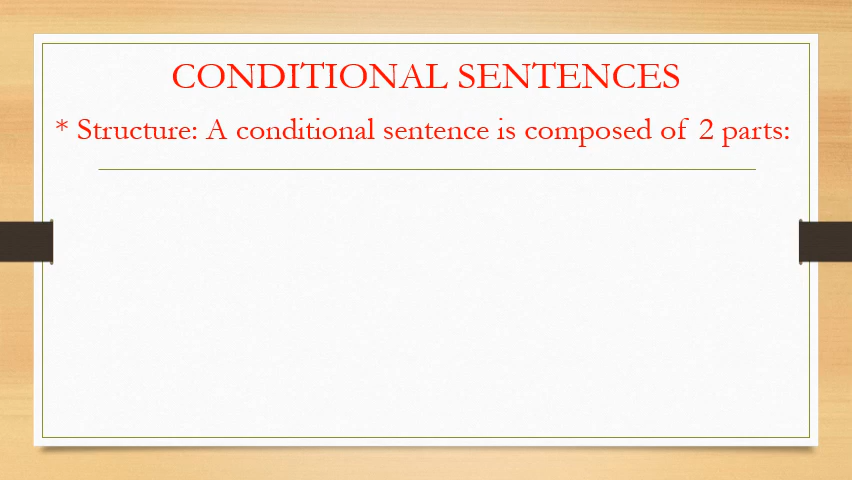 CONDITIONAL SENTENCES
* Structure: A conditional sentence is composed of 2 parts: